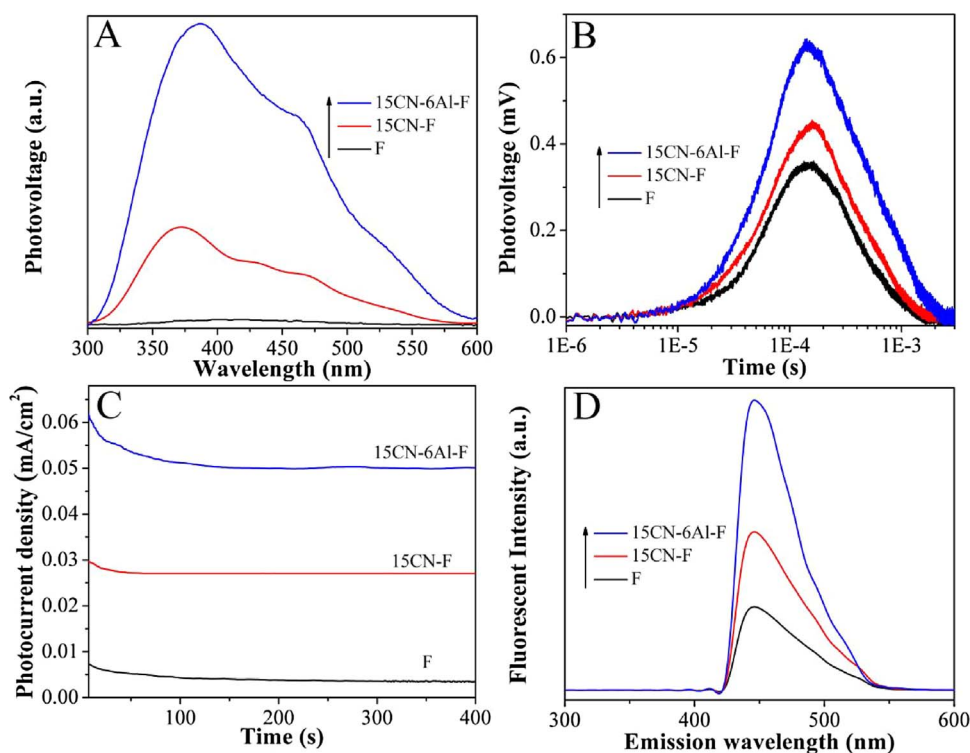 A
Photovoltage (a.u.)
15CN-6Al-F
15CN-F
F
300 350 400 450 500 550 600
Wavelength (nm)
B
Photovoltage (mV)
0.6
0.4
0.2
0.0
15CN-6Al-F
15CN-F
F
1E-6 1E-5 1E-4 1E-3
Time (s)
C
Photocurrent density (mA/cm²)
0.06
0.05
0.04
0.03
0.02
0.01
0.00
15CN-6Al-F
15CN-F
F
100 200 300 400
Time (s)
D
Fluorescent Intensity (a.u.)
15CN-6Al-F
15CN-F
F
300 400 500 600
Emission wavelength (nm)